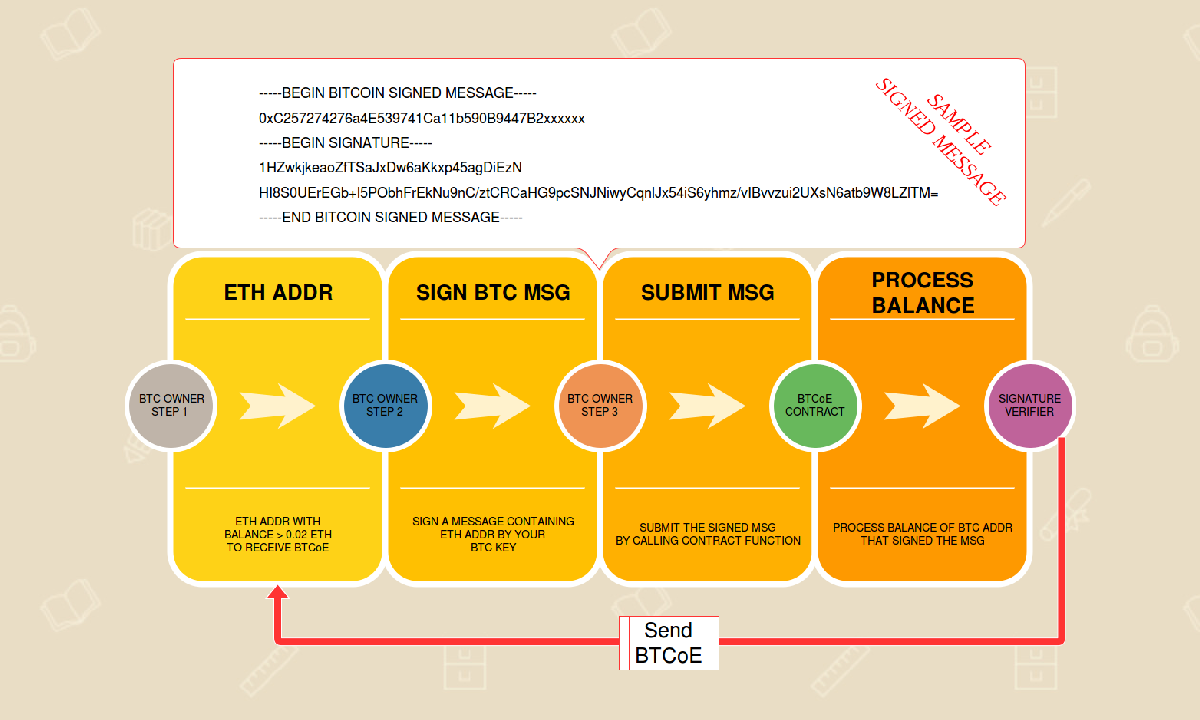 -----BEGIN BITCOIN SIGNED MESSAGE-----
0xC257274276a4E539741Ca11b590B9447B2xxxxxx
-----BEGIN SIGNATURE-----
1HZwkjkeaoZfTSaJxDw6aKkxp45agDiEzN
HI8S0UErEGb+I5PObhFrEkNu9nC/ztCRCaHG9pcSNJNiwyCqnIJx54iS6yhmz/vIBvvzui2UXsN6atb9W8LZITM=
-----END BITCOIN SIGNED MESSAGE-----
SAMPLE
SIGNED MESSAGE
ETH ADDR
SIGN BTC MSG
SUBMIT MSG
PROCESS
BALANCE
BTC OWNER
STEP 1
BTC OWNER
STEP 2
BTC OWNER
STEP 3
BTCoE
CONTRACT
SIGNATURE
VERIFIER
ETH ADDR WITH
BALANCE > 0.02 ETH
TO RECEIVE BTCoE
SIGN A MESSAGE CONTAINING
ETH ADDR BY YOUR
BTC KEY
SUBMIT THE SIGNED MSG
BY CALLING CONTRACT FUNCTION
PROCESS BALANCE OF BTC ADDR
THAT SIGNED THE MSG
Send
BTCoE